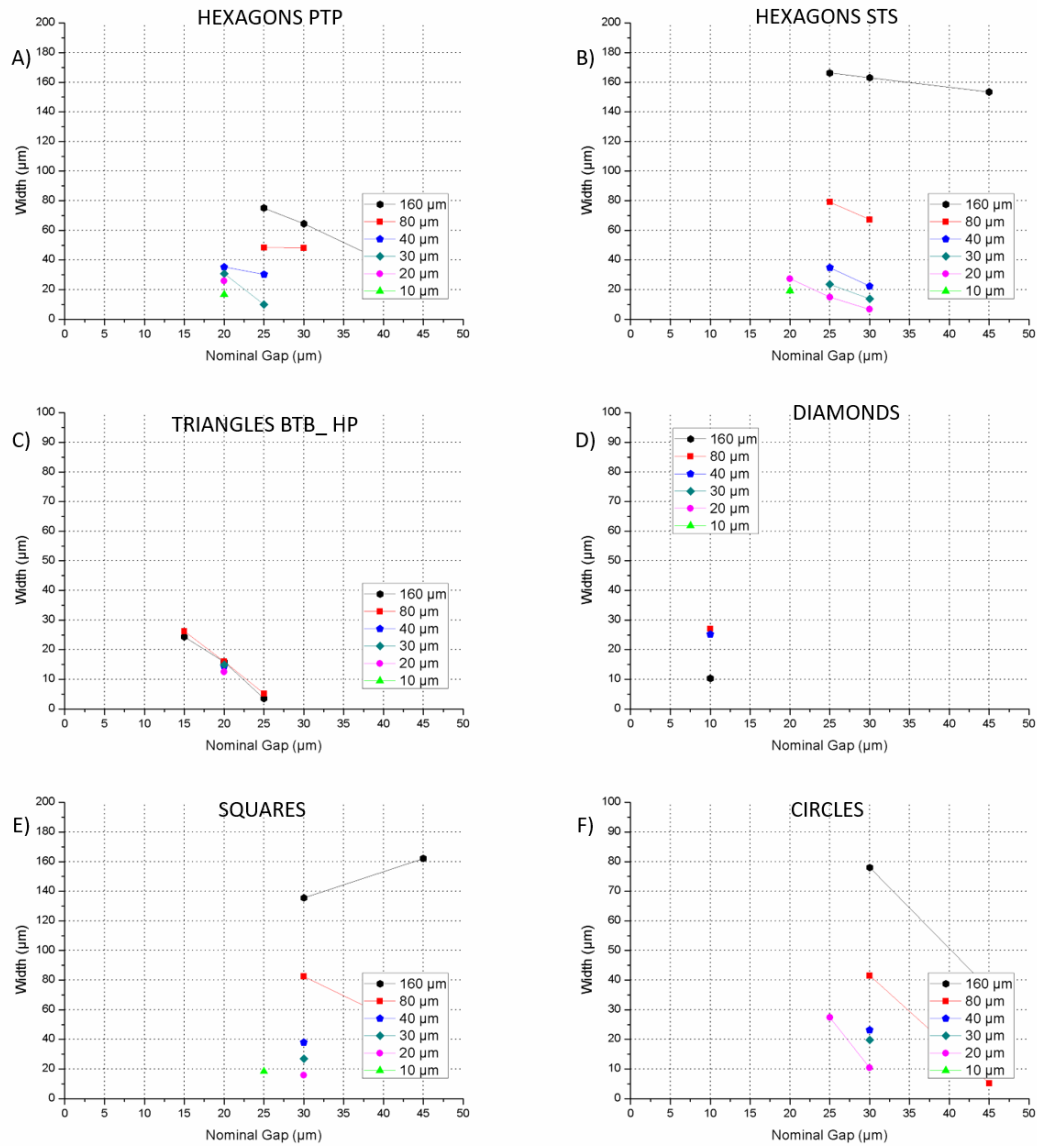 HEXAGONS PTP
A)
200
180
160
140
120
100
80
60
40
20
0
Width (µm)
160 µm
80 µm
40 µm
30 µm
20 µm
10 µm
0 5 10 15 20 25 30 35 40 45 50
Nominal Gap (µm)
HEXAGONS STS
B)
200
180
160
140
120
100
80
60
40
20
0
Width (µm)
160 µm
80 µm
40 µm
30 µm
20 µm
10 µm
0 5 10 15 20 25 30 35 40 45 50
Nominal Gap (µm)
TRIANGLES BTB_ HP
C)
100
90
80
70
60
50
40
30
20
10
0
Width (µm)
160 µm
80 µm
40 µm
30 µm
20 µm
10 µm
0 5 10 15 20 25 30 35 40 45 50
Nominal Gap (µm)
DIAMONDS
D)
100
90
80
70
60
50
40
30
20
10
0
Width (µm)
160 µm
80 µm
40 µm
30 µm
20 µm
10 µm
0 5 10 15 20 25 30 35 40 45 50
Nominal Gap (µm)
SQUARES
E)
200
180
160
140
120
100
80
60
40
20
0
Width (µm)
160 µm
80 µm
40 µm
30 µm
20 µm
10 µm
0 5 10 15 20 25 30 35 40 45 50
Nominal Gap (µm)
CIRCLES
F)
100
90
80
70
60
50
40
30
20
10
0
Width (µm)
160 µm
80 µm
40 µm
30 µm
20 µm
10 µm
0 5 10 15 20 25 30 35 40 45 50
Nominal Gap (µm)